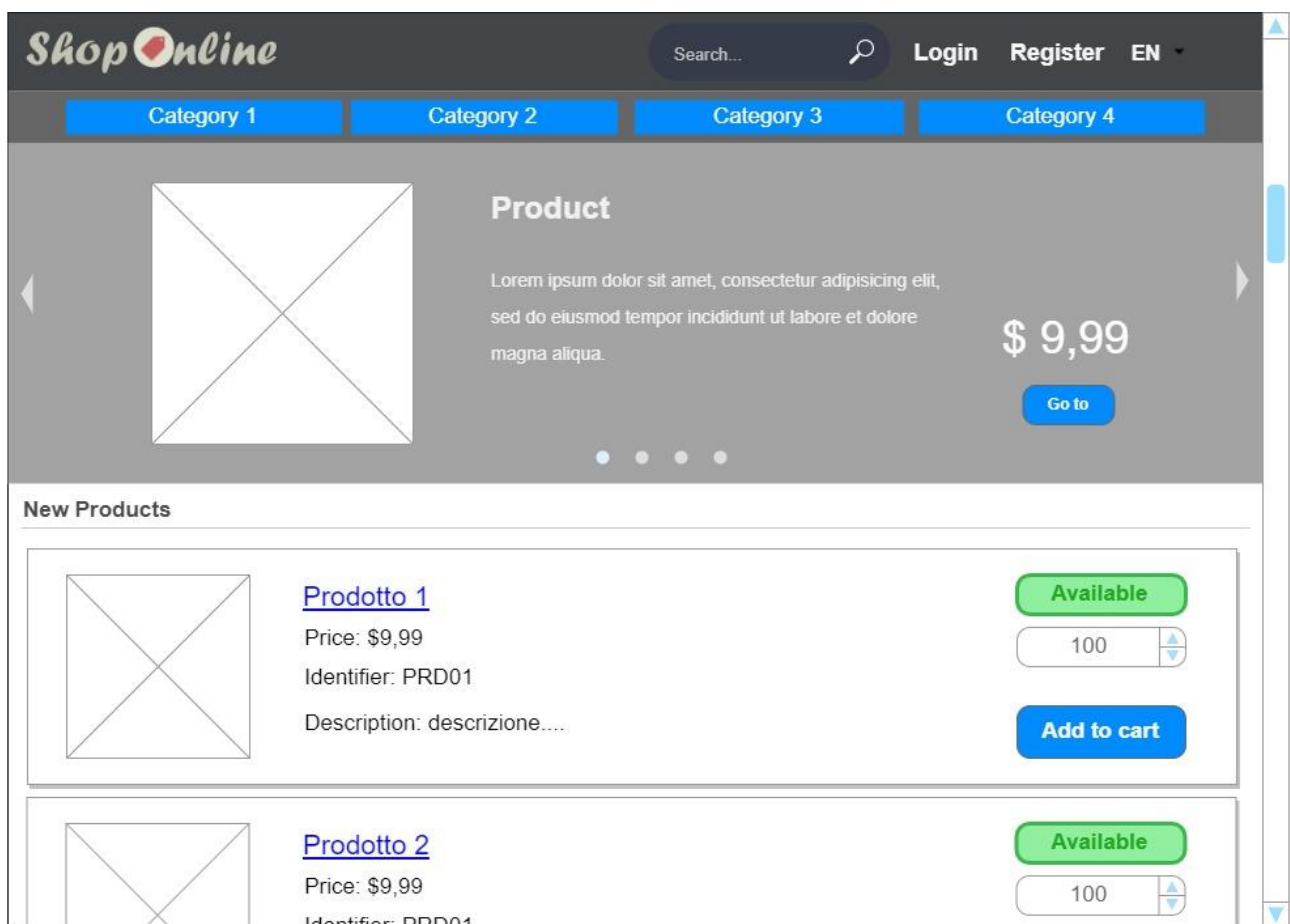 ShopOnline
Search...
Login Register EN
Category 1 Category 2 Category 3 Category 4
Product
Lorem ipsum dolor sit amet, consectetur adipisicing elit,
sed do eiusmod tempor incididunt ut labore et dolore
magna aliqua.
$ 9,99
Go to
New Products
Prodotto 1
Price: $9,99
Identifier: PRD01
Description: descrizione....
Available
100
Add to cart
Prodotto 2
Price: $9,99
Identifier: PRD01
Available
100